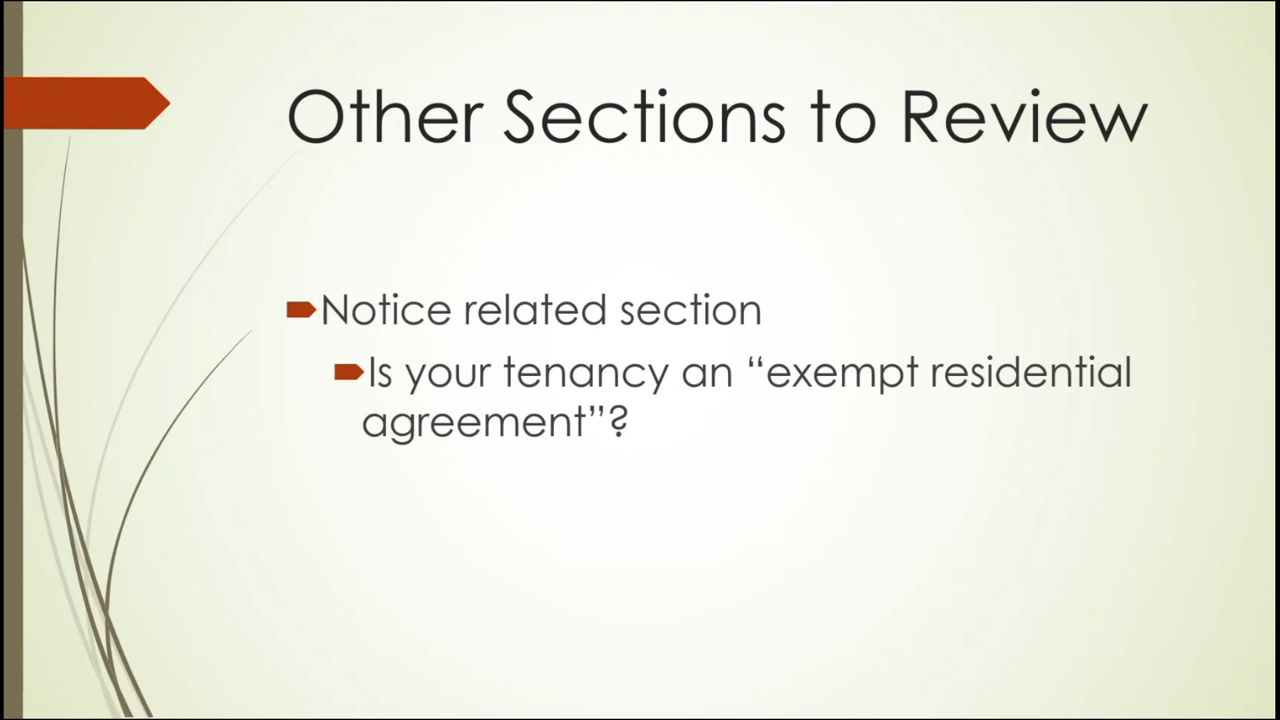 Other Sections to Review
Notice related section
Is your tenancy an “exempt residential
agreement”?